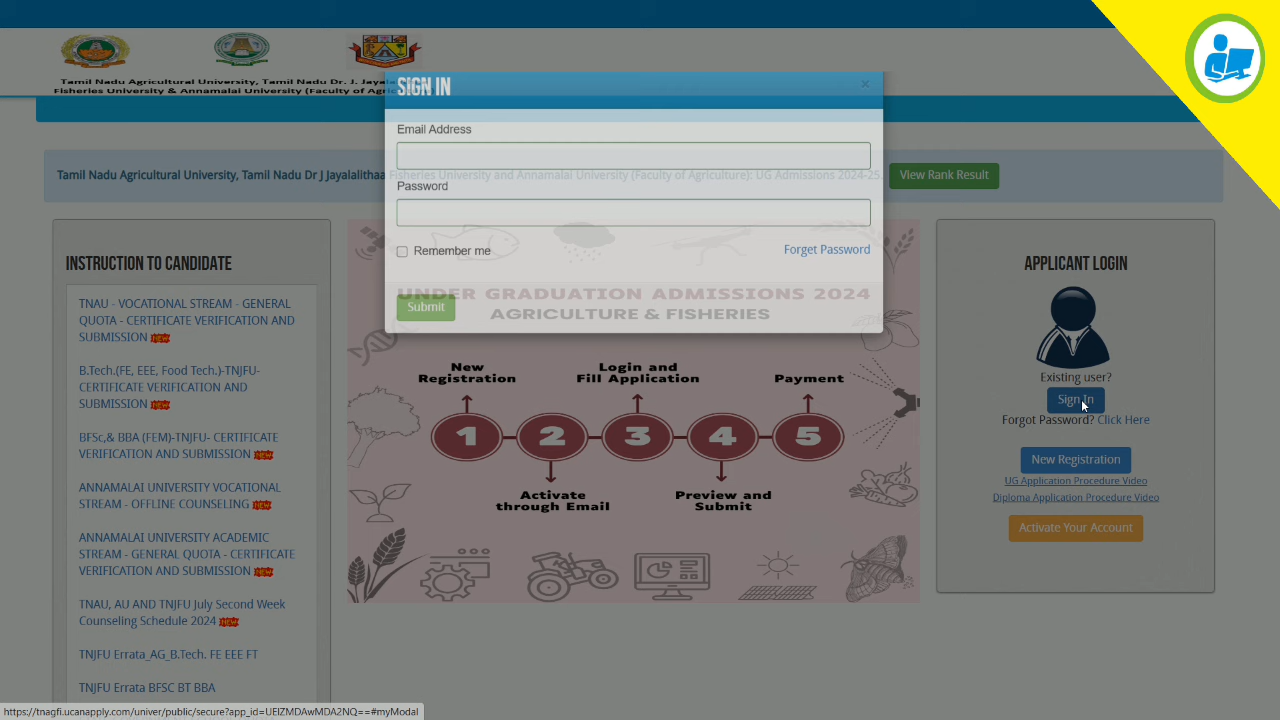 Tamil Nadu Agricultural University, Tamil Nadu Dr. J. Jayala
Fisheries University & Annamalai University (Faculty of Agric
SIGN IN
×
Email Address
Password
Remember me
Forget Password
Submit
Tamil Nadu Agricultural University, Tamil Nadu Dr J Jayalalithaa Fisheries University and Annamalai University (Faculty of Agriculture): UG Admissions 2024-25.
View Rank Result
INSTRUCTION TO CANDIDATE
TNAU - VOCATIONAL STREAM - GENERAL
QUOTA - CERTIFICATE VERIFICATION AND
SUBMISSION NEW
B.Tech.(FE, EEE, Food Tech.)-TNJFU-
CERTIFICATE VERIFICATION AND
SUBMISSION NEW
BFSc,& BBA (FEM)-TNJFU- CERTIFICATE
VERIFICATION AND SUBMISSION NEW
ANNAMALAI UNIVERSITY VOCATIONAL
STREAM - OFFLINE COUNSELING NEW
ANNAMALAI UNIVERSITY ACADEMIC
STREAM - GENERAL QUOTA - CERTIFICATE
VERIFICATION AND SUBMISSION NEW
TNAU, AU AND TNJFU July Second Week
Counseling Schedule 2024 NEW
TNJFU Errata_AG_B.Tech. FE EEE FT
TNJFU Errata BFSC BT BBA
UNDER GRADUATION ADMISSIONS 2024
AGRICULTURE & FISHERIES
New
Registration
Login and
Fill Application
Payment
1 2 3 4 5
Activate
through Email
Preview and
Submit
APPLICANT LOGIN
Existing user?
Sign In
Forgot Password? Click Here
New Registration
UG Application Procedure Video
Diploma Application Procedure Video
Activate Your Account
https://tnagfi.ucanapply.com/univer/public/secure?app_id=UElZMDAwMDA2NQ==#myModal